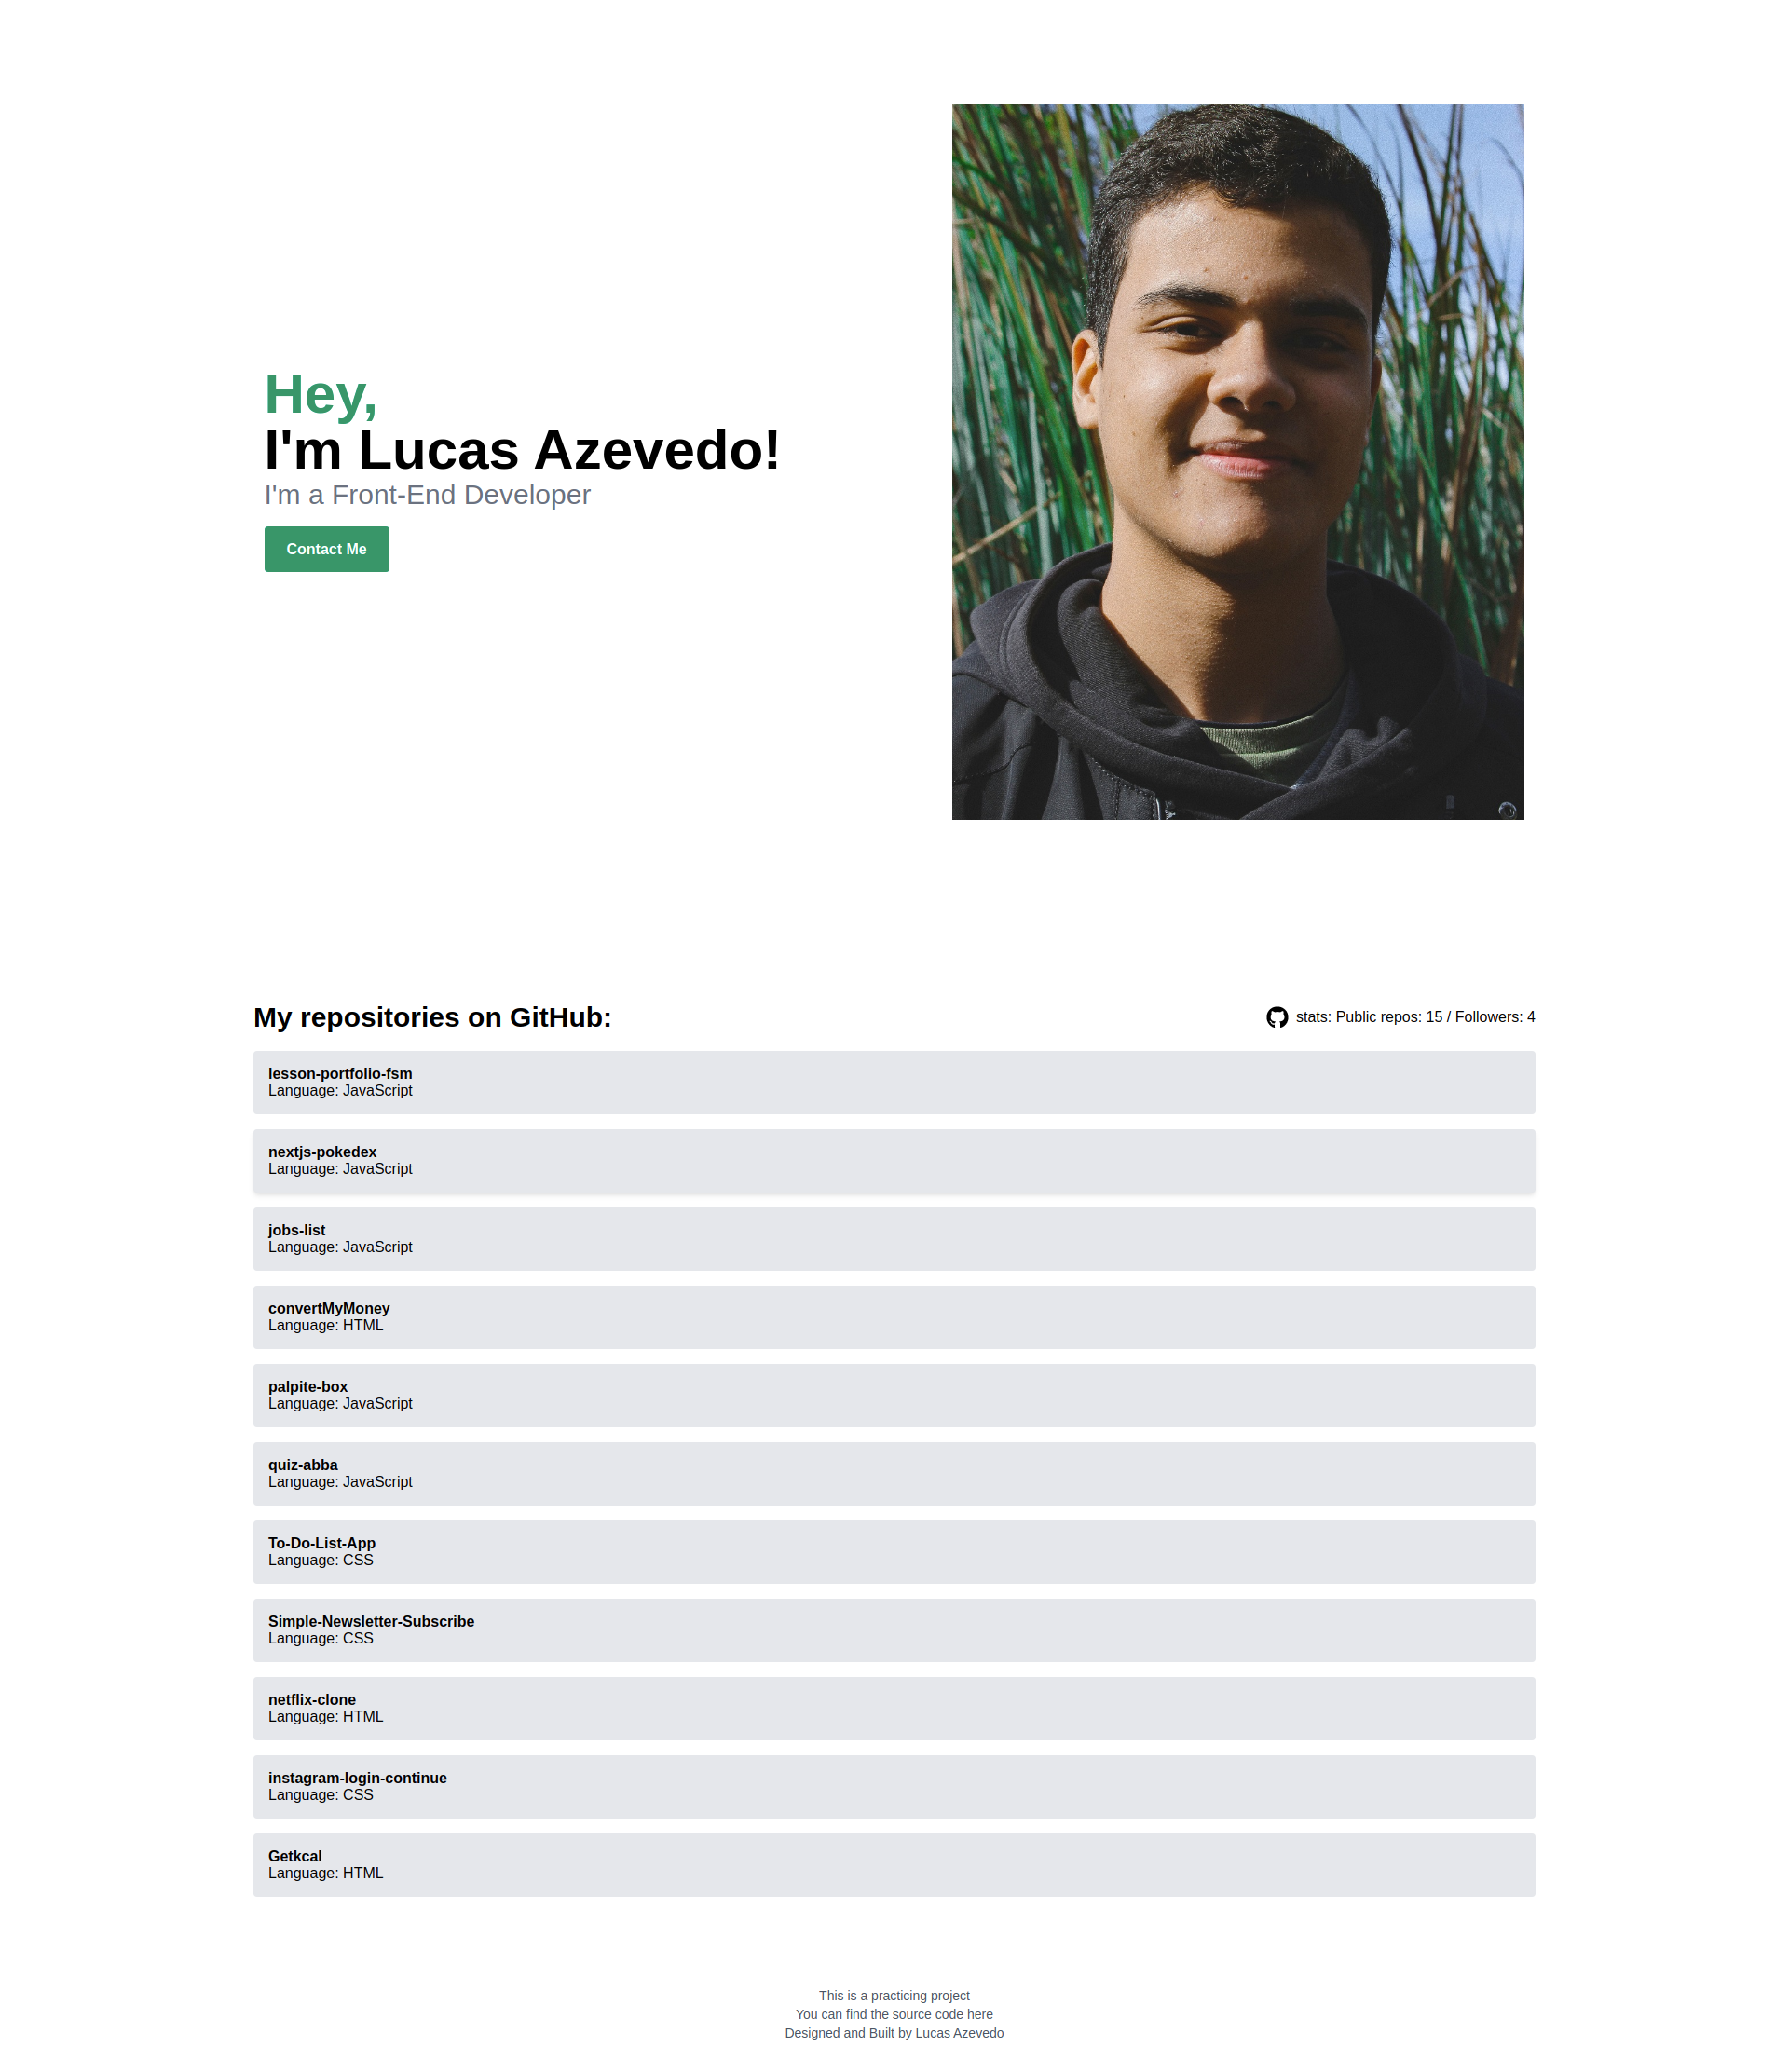 Hey,
I'm Lucas Azevedo!
I'm a Front-End Developer
Contact Me
My repositories on GitHub:
stats: Public repos: 15 / Followers: 4
lesson-portfolio-fsm
Language: JavaScript
nextjs-pokedex
Language: JavaScript
jobs-list
Language: JavaScript
convertMyMoney
Language: HTML
palpite-box
Language: JavaScript
quiz-abba
Language: JavaScript
To-Do-List-App
Language: CSS
Simple-Newsletter-Subscribe
Language: CSS
netflix-clone
Language: HTML
instagram-login-continue
Language: CSS
Getkcal
Language: HTML
This is a practicing project
You can find the source code here
Designed and Built by Lucas Azevedo